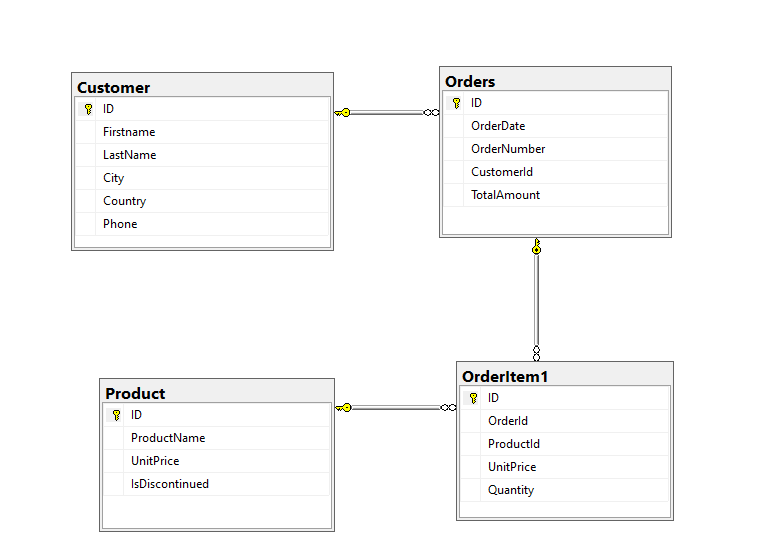 Customer
ID
Firstname
LastName
City
Country
Phone
Orders
ID
OrderDate
OrderNumber
CustomerId
TotalAmount
Product
ID
ProductName
UnitPrice
IsDiscontinued
OrderItem1
ID
OrderId
ProductId
UnitPrice
Quantity